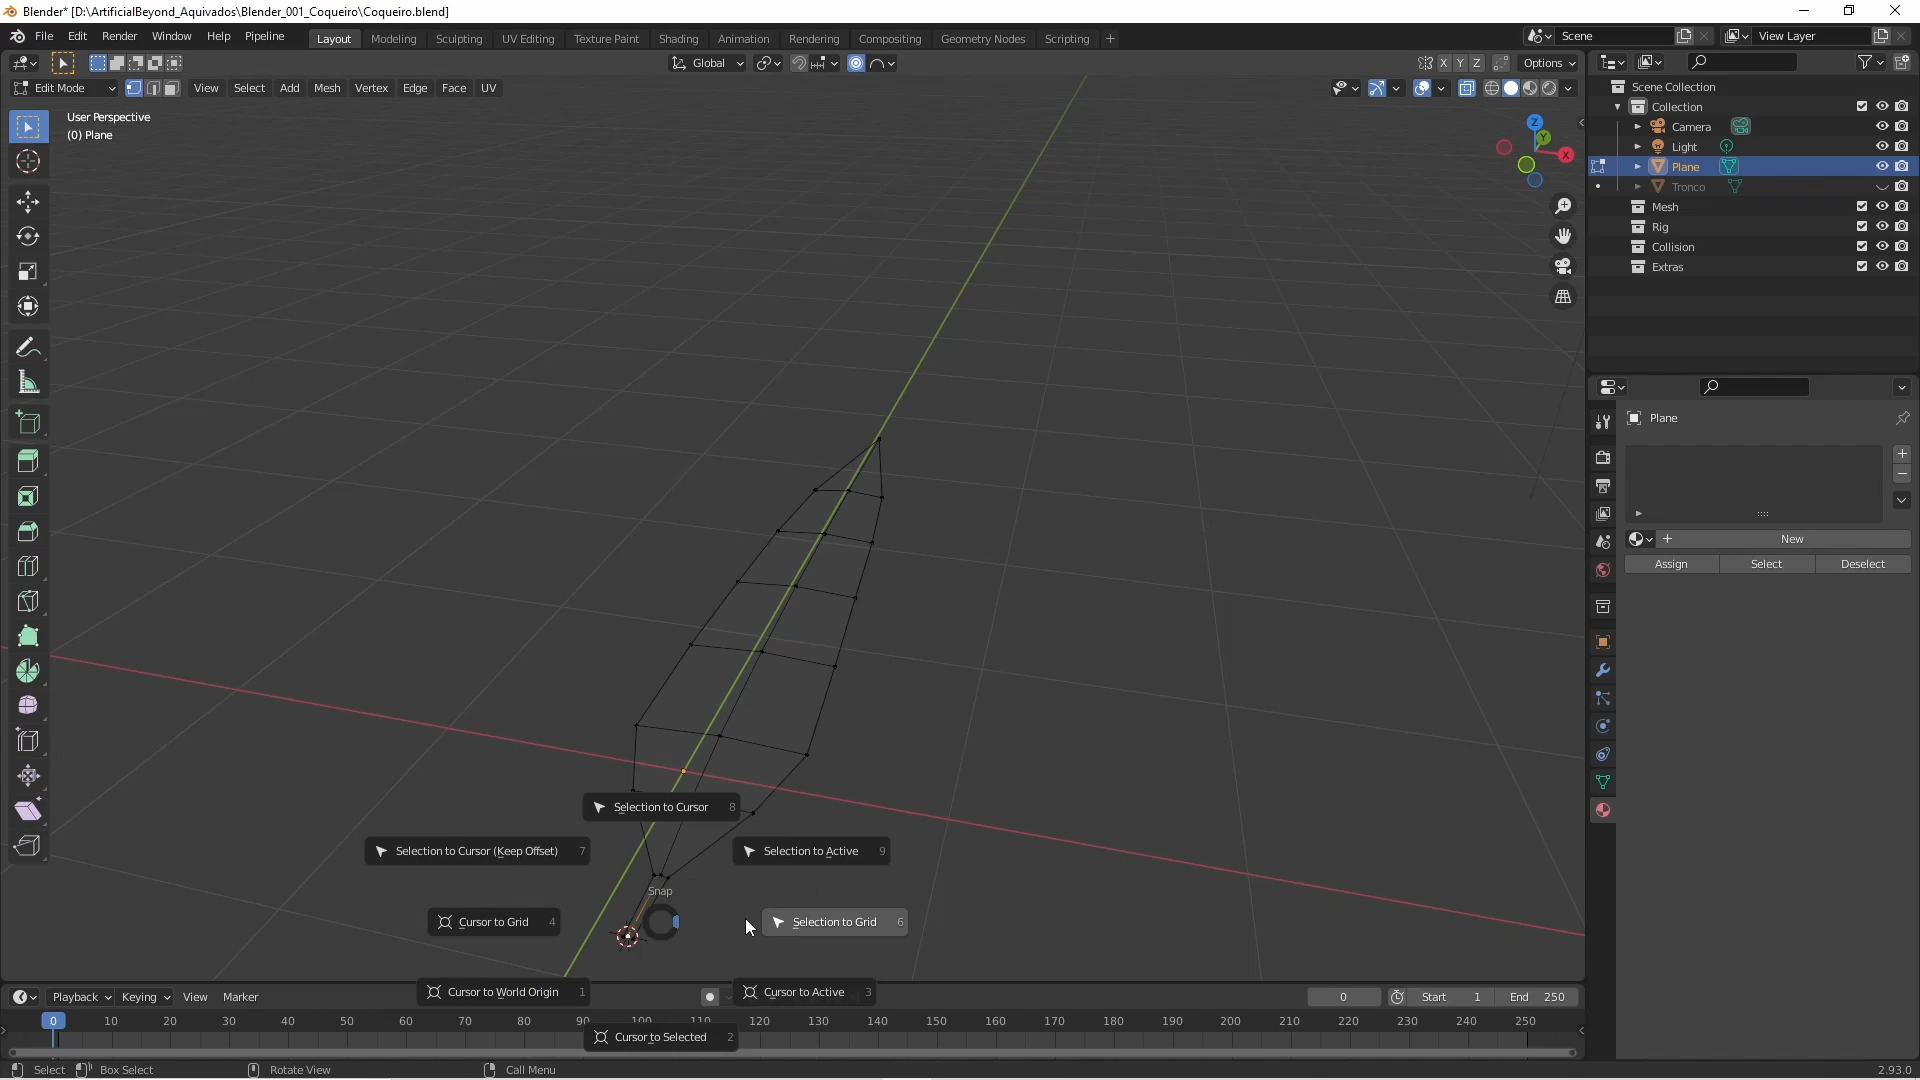 Blender* [D:\ArtificialBeyond_Aquivados\Blender_001_Coqueiro\Coqueiro.blend]
File Edit Render Window Help Pipeline Layout Modeling Sculpting UV Editing Texture Paint Shading Animation Rendering Compositing Geometry Nodes Scripting + Scene View Layer
Global X Y Z Options
Edit Mode View Select Add Mesh Vertex Edge Face UV
User Perspective
(0) Plane
Z
Y
X
Scene Collection
Collection
Camera
Light
Plane
Tronco
Mesh
Rig
Collision
Extras
Plane
New
Assign Select Deselect
Selection to Cursor 8
Selection to Cursor (Keep Offset) 7
Selection to Active 9
Snap
Cursor to Grid 4
Selection to Grid 6
Cursor to World Origin 1
Cursor to Active 3
Cursor to Selected 2
Playback Keying View Marker 0 Start 1 End 250
0 10 20 30 40 50 60 70 80 90 100 110 120 130 140 150 160 170 180 190 200 210 220 230 240 250
Select Box Select Rotate View Call Menu 2.93.0